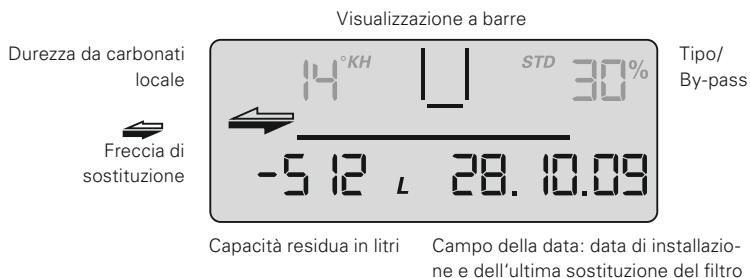 Visualizzazione a barre
Durezza da carbonati
locale
14 °KH
STD 30%
Tipo/
By-pass
Freccia di
sostituzione
-512 L 28.10.09
Capacità residua in litri
Campo della data: data di installazio-
ne e dell‘ultima sostituzione del filtro